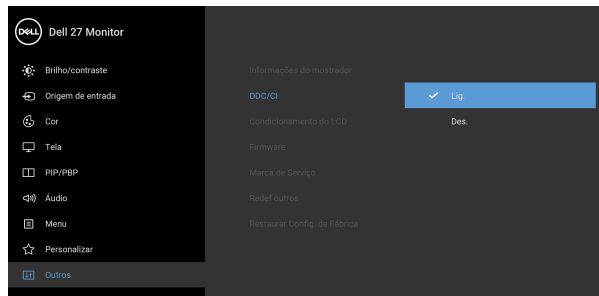 DELL Dell 27 Monitor
Brilho/contraste
Origem de entrada
Cor
Tela
PIP/PBP
Áudio
Menu
Personalizar
Outros
Informações do mostrador
DDC/CI
Condicionamento do LCD
Firmware
Marca de Serviço
Redef outros
Restaurar Config. de Fábrica
Lig.
Des.